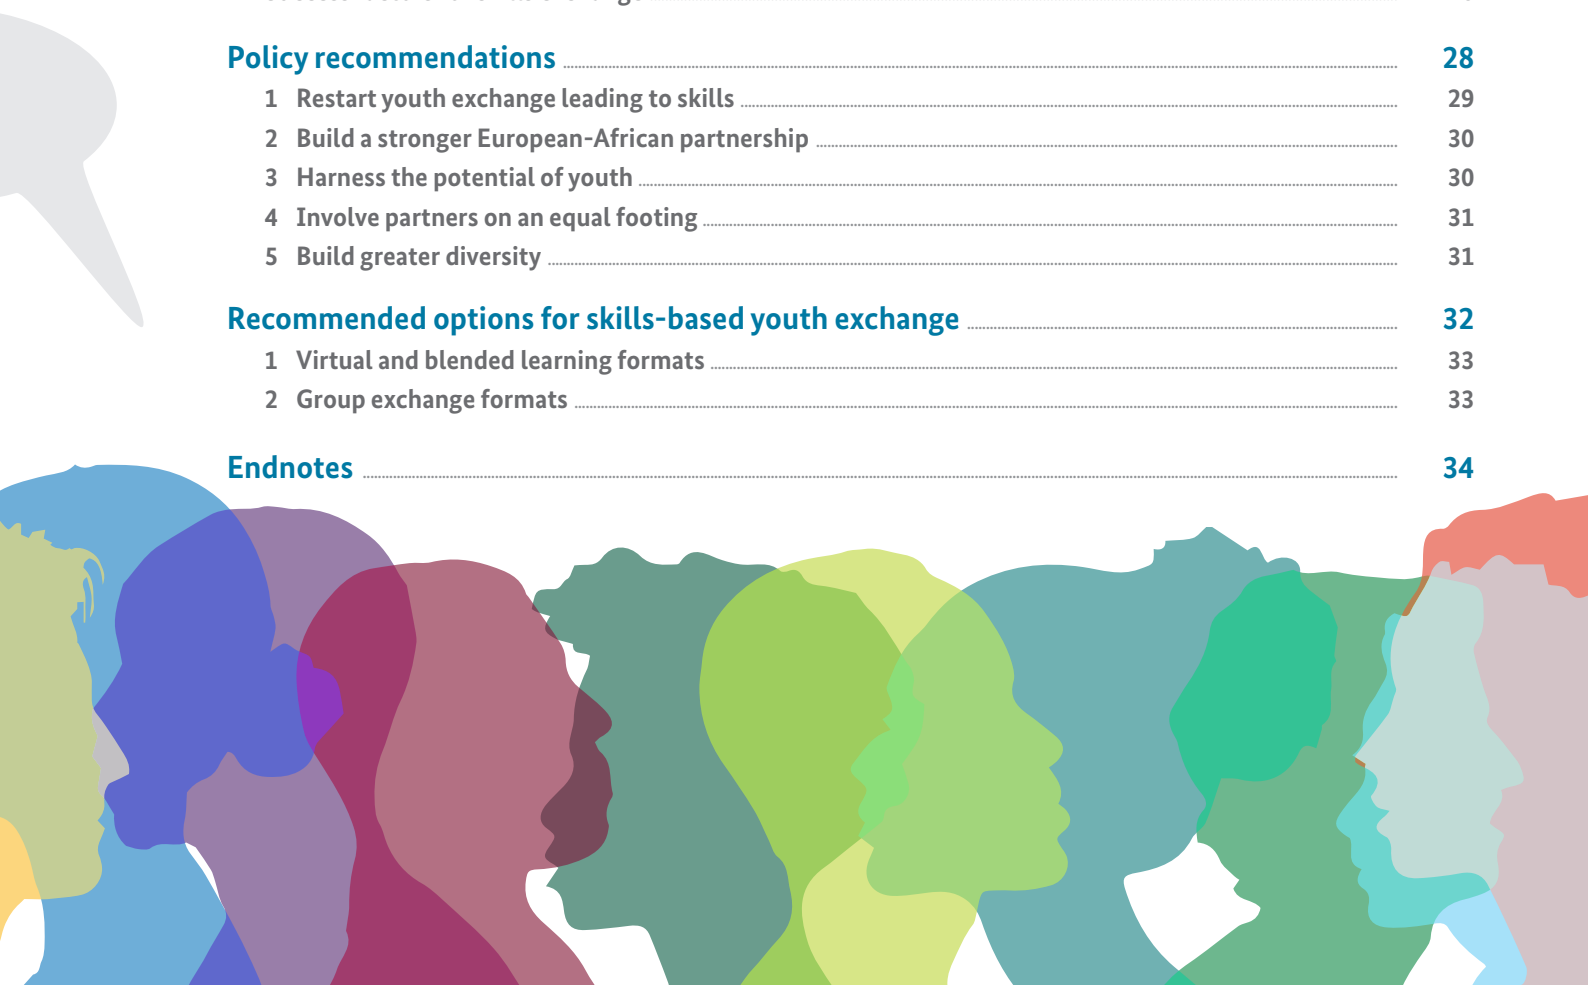 Policy recommendations 28
1 Restart youth exchange leading to skills 29
2 Build a stronger European-African partnership 30
3 Harness the potential of youth 30
4 Involve partners on an equal footing 31
5 Build greater diversity 31
Recommended options for skills-based youth exchange 32
1 Virtual and blended learning formats 33
2 Group exchange formats 33
Endnotes 34